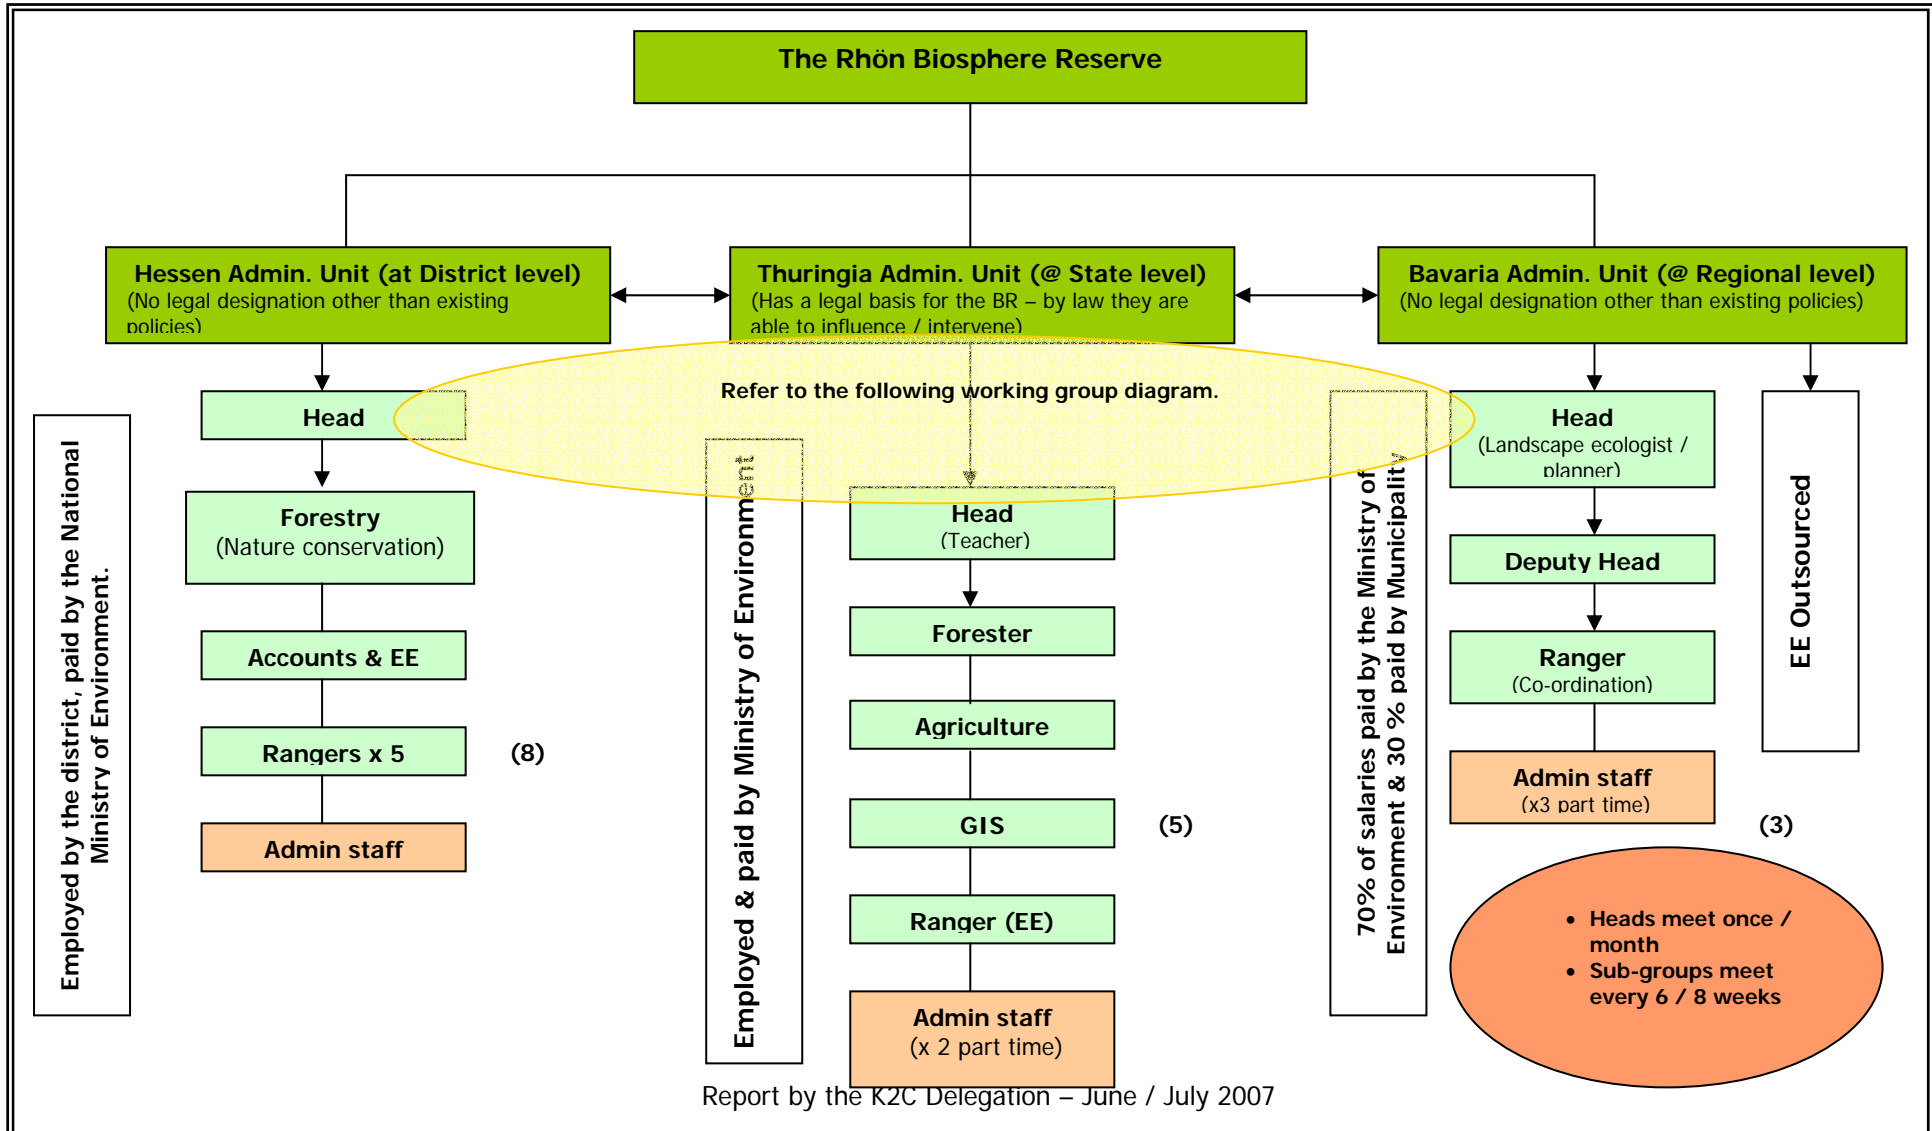 The Rhön Biosphere Reserve
Hessen Admin. Unit (at District level)
(No legal designation other than existing
policies)
Thuringia Admin. Unit (@ State level)
(Has a legal basis for the BR – by law they are
able to influence / intervene)
Bavaria Admin. Unit (@ Regional level)
(No legal designation other than existing policies)
Refer to the following working group diagram.
Employed by the district, paid by the National
Ministry of Environment.
Head
Forestry
(Nature conservation)
Accounts & EE
Rangers x 5
(8)
Admin staff
Employed & paid by Ministry of Environment
Head
(Teacher)
Forester
Agriculture
GIS
(5)
Ranger (EE)
Admin staff
(x 2 part time)
70% of salaries paid by the Ministry of
Environment & 30 % paid by Municipality
Head
(Landscape ecologist /
planner)
Deputy Head
Ranger
(Co-ordination)
Admin staff
(x3 part time)
(3)
EE Outsourced
• Heads meet once /
month
• Sub-groups meet
every 6 / 8 weeks
Report by the K2C Delegation – June / July 2007